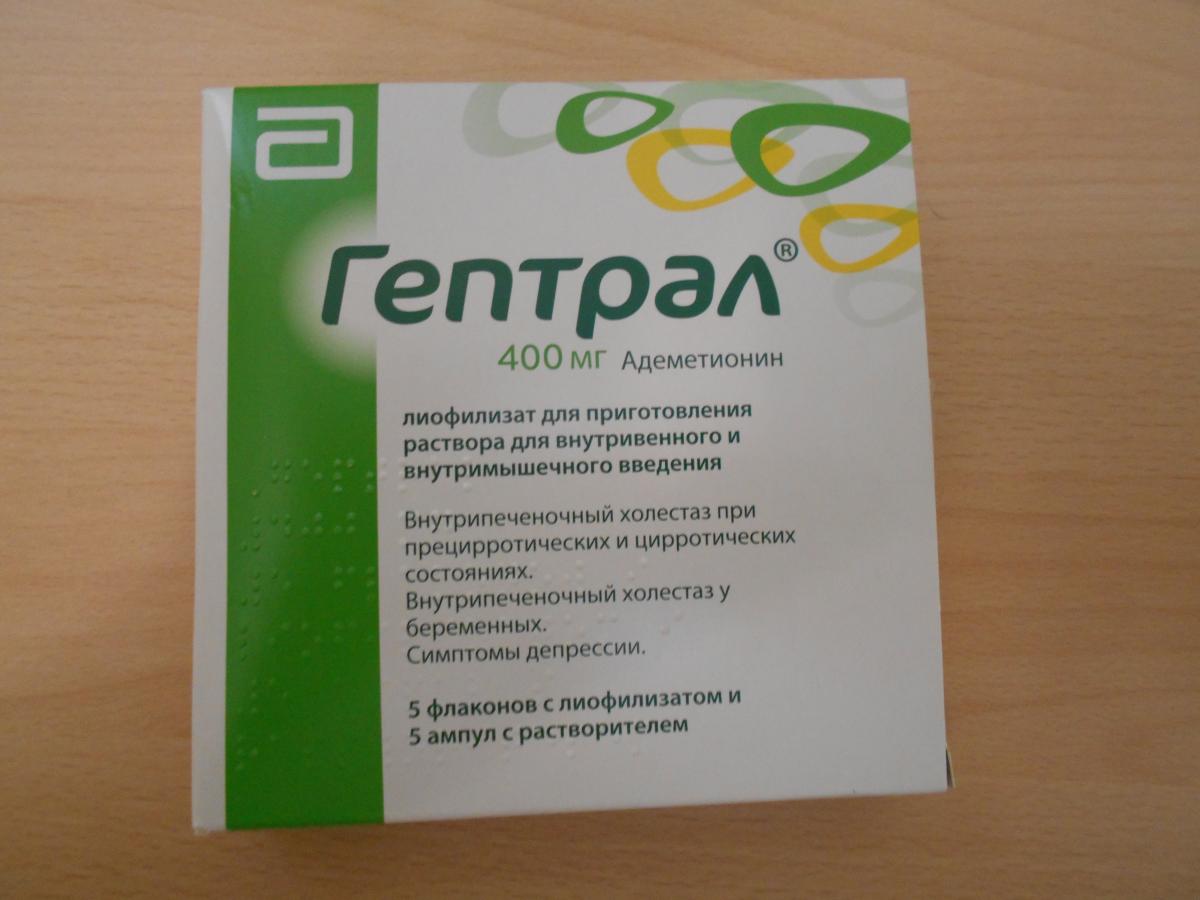 Гептрал®
400 мг Адеметионин
лиофилизат для приготовления
раствора для внутривенного и
внутримышечного введения
Внутрипеченочный холестаз при
прецирротических и цирротических
состояниях.
Внутрипеченочный холестаз у
беременных.
Симптомы депрессии.
5 флаконов с лиофилизатом и
5 ампул с растворителем